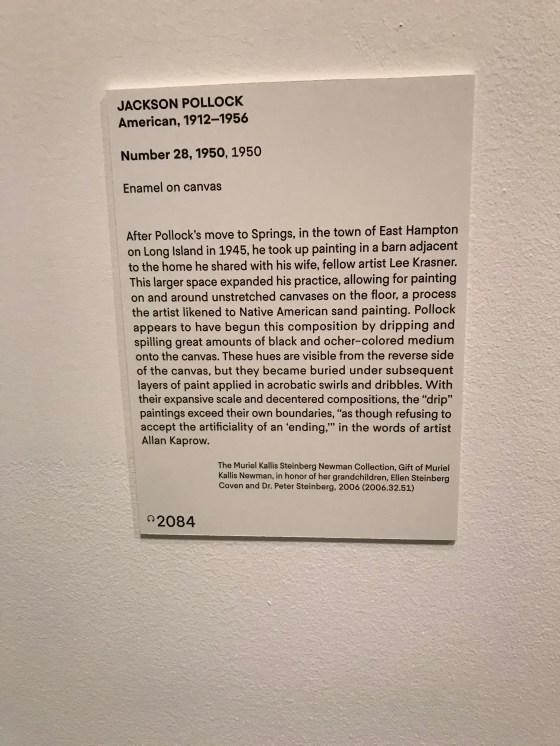 JACKSON POLLOCK
American, 1912–1956
Number 28, 1950, 1950
Enamel on canvas
After Pollock's move to Springs, in the town of East Hampton
on Long Island in 1945, he took up painting in a barn adjacent
to the home he shared with his wife, fellow artist Lee Krasner.
This larger space expanded his practice, allowing for painting
on and around unstretched canvases on the floor, a process
the artist likened to Native American sand painting. Pollock
appears to have begun this composition by dripping and
spilling great amounts of black and ocher-colored medium
onto the canvas. These hues are visible from the reverse side
of the canvas, but they became buried under subsequent
layers of paint applied in acrobatic swirls and dribbles. With
their expansive scale and decentered compositions, the “drip”
paintings exceed their own boundaries, “as though refusing to
accept the artificiality of an ‘ending,’” in the words of artist
Allan Kaprow.
The Muriel Kallis Steinberg Newman Collection, Gift of Muriel
Kallis Newman, in honor of her grandchildren, Ellen Steinberg
Coven and Dr. Peter Steinberg, 2006 (2006.32.51)
2084